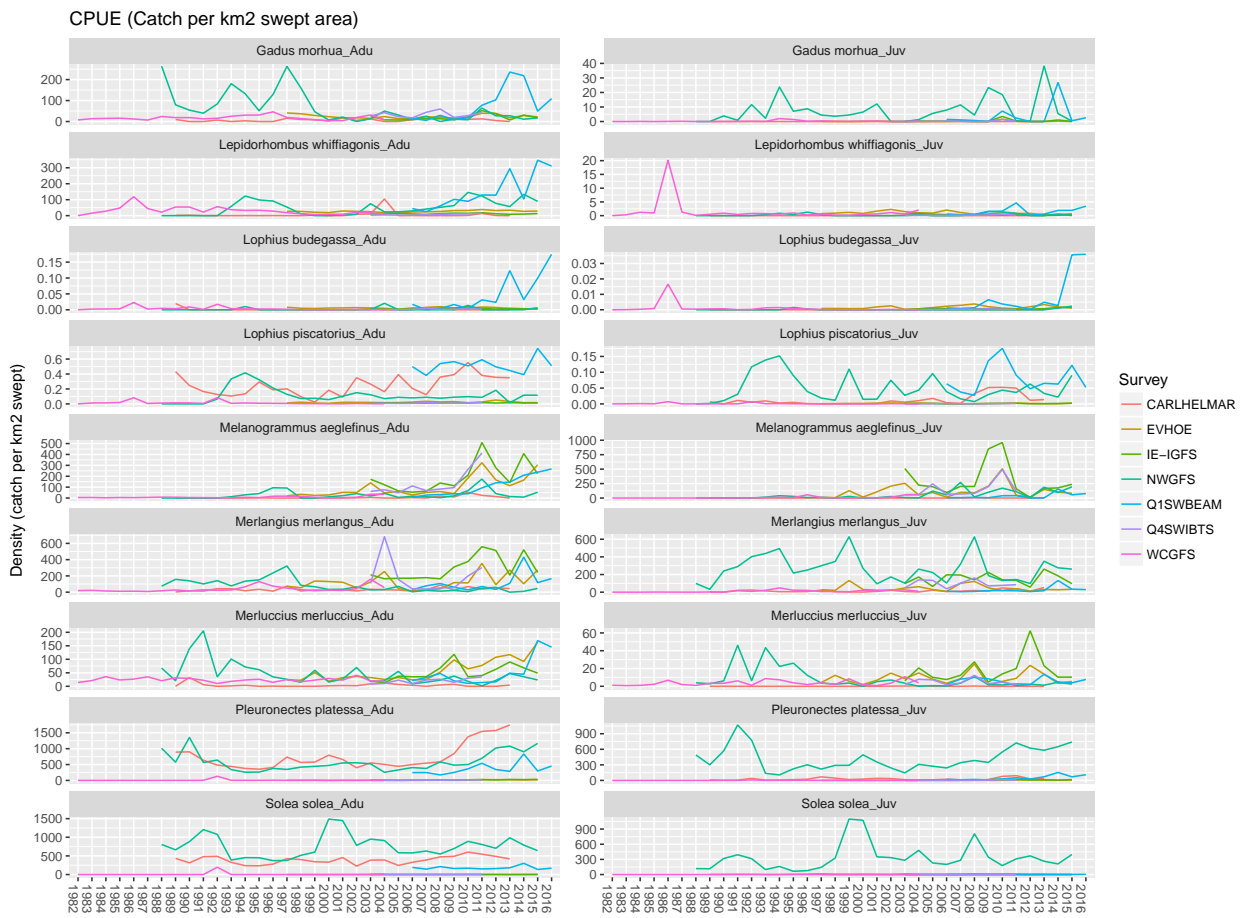 CPUE (Catch per km2 swept area)
Density (catch per km2 swept)
Gadus morhua_Adu
200
100
0
Gadus morhua_Juv
40
30
20
10
0
Lepidorhombus whiffiagonis_Adu
300
200
100
0
Lepidorhombus whiffiagonis_Juv
20
15
10
5
0
Lophius budegassa_Adu
0.15
0.10
0.05
0.00
Lophius budegassa_Juv
0.03
0.02
0.01
0.00
Lophius piscatorius_Adu
0.6
0.4
0.2
0.0
Lophius piscatorius_Juv
0.15
0.10
0.05
0.00
Melanogrammus aeglefinus_Adu
500
400
300
200
100
0
Melanogrammus aeglefinus_Juv
1000
750
500
250
0
Merlangius merlangus_Adu
600
400
200
0
Merlangius merlangus_Juv
600
400
200
0
Merluccius merluccius_Adu
200
150
100
50
0
Merluccius merluccius_Juv
60
40
20
0
Pleuronectes platessa_Adu
1500
1000
500
0
Pleuronectes platessa_Juv
900
600
300
0
Solea solea_Adu
1500
1000
500
0
Solea solea_Juv
900
600
300
0
1982 1983 1984 1985 1986 1987 1988 1989 1990 1991 1992 1993 1994 1995 1996 1997 1998 1999 2000 2001 2002 2003 2004 2005 2006 2007 2008 2009 2010 2011 2012 2013 2014 2015 2016
1982 1983 1984 1985 1986 1987 1988 1989 1990 1991 1992 1993 1994 1995 1996 1997 1998 1999 2000 2001 2002 2003 2004 2005 2006 2007 2008 2009 2010 2011 2012 2013 2014 2015 2016
Survey
CARLHELMAR
EVHOE
IE−IGFS
NWGFS
Q1SWBEAM
Q4SWIBTS
WCGFS